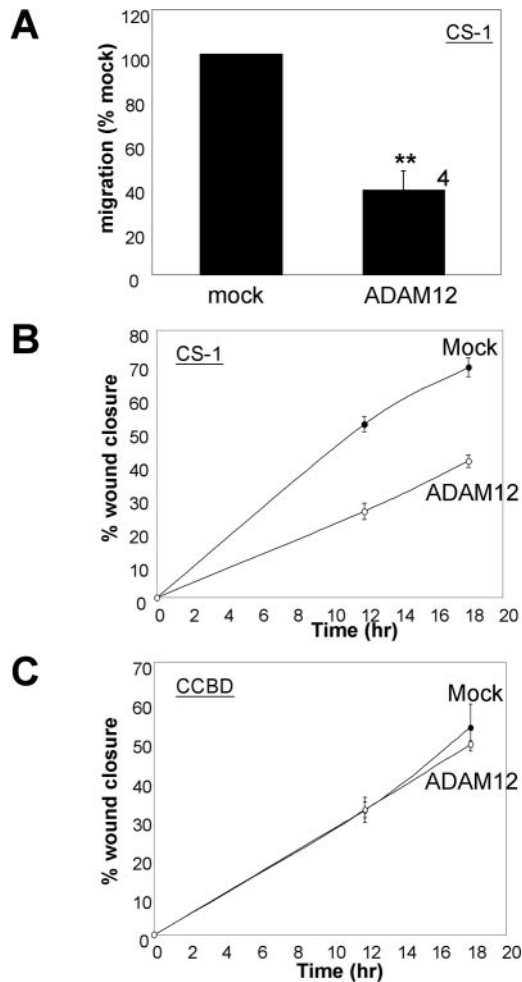 A
120
100
80
60
40
20
0
migration (% mock)
CS-1
**
4
mock
ADAM12
B
80
70
60
50
40
30
20
10
0
% wound closure
CS-1
Mock
ADAM12
0 2 4 6 8 10 12 14 16 18 20
Time (hr)
C
70
60
50
40
30
20
10
0
% wound closure
CCBD
Mock
ADAM12
0 2 4 6 8 10 12 14 16 18 20
Time (hr)